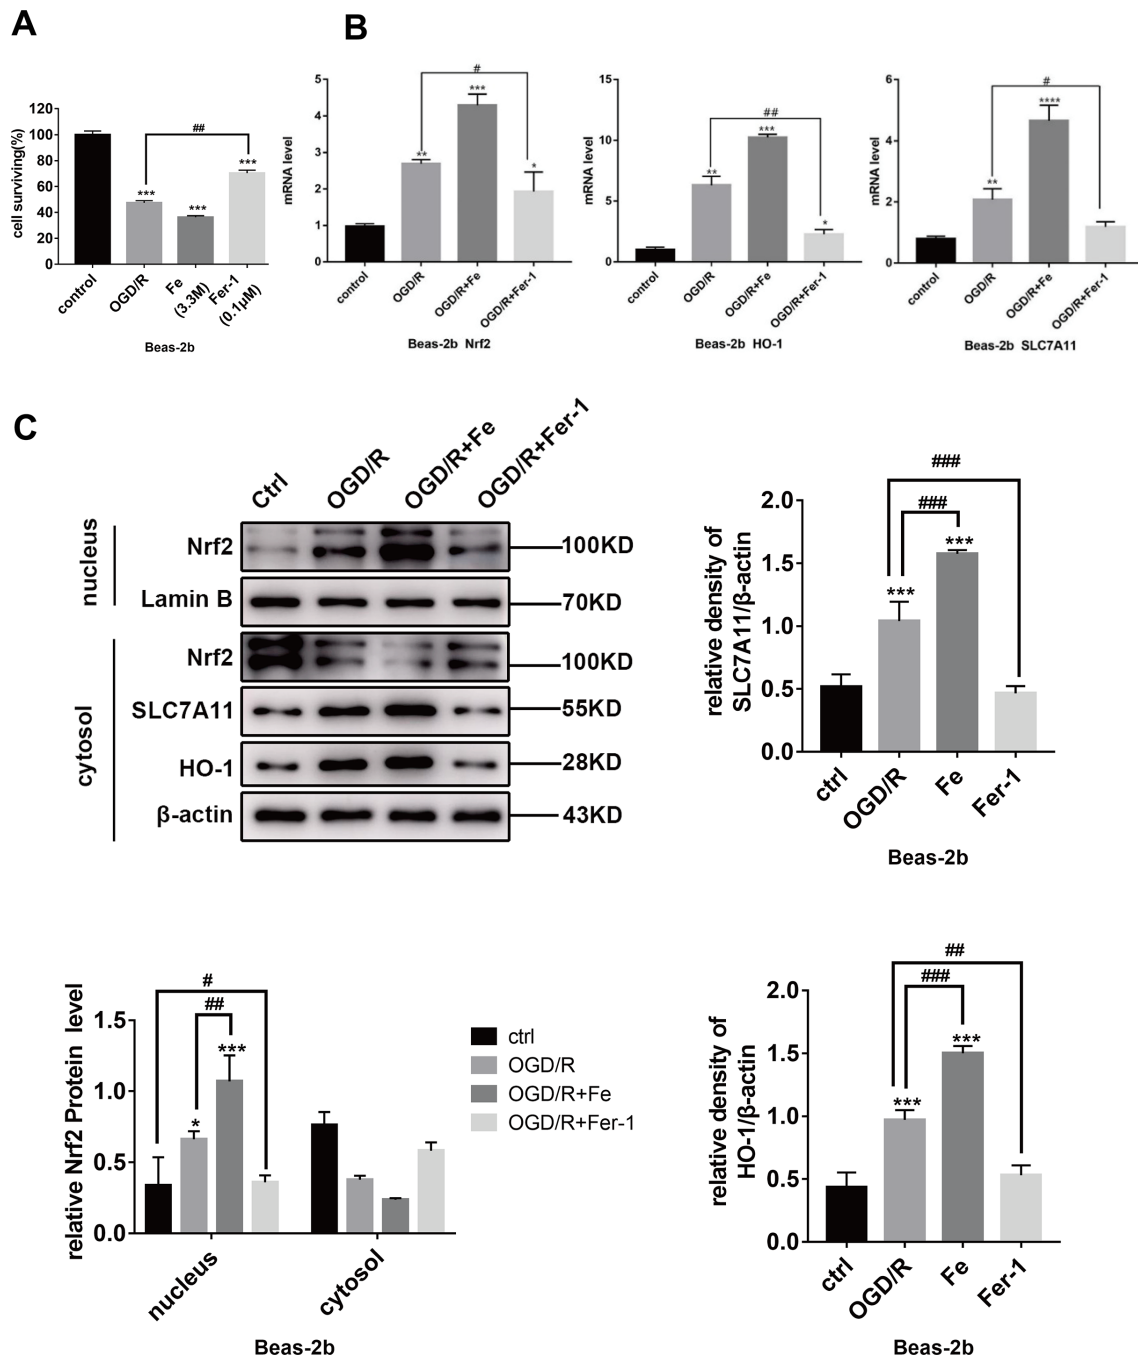 A
B
120
100
80
60
40
20
0
cell surviving(%)
##
***
***
***
control
OGD/R
Fe
(3.3M)
Fer-1
(0.1μM)
Beas-2b
5
4
3
2
1
0
mRNA level
#
**
***
*
control
OGD/R
OGD/R+Fe
OGD/R+Fer-1
Beas-2b Nrf2
15
10
5
0
mRNA level
##
**
***
*
control
OGD/R
OGD/R+Fe
OGD/R+Fer-1
Beas-2b HO-1
6
4
2
0
mRNA level
#
**
****
control
OGD/R
OGD/R+Fe
OGD/R+Fer-1
Beas-2b SLC7A11
C
Ctrl
OGD/R
OGD/R+Fe
OGD/R+Fer-1
nucleus
Nrf2
100KD
Lamin B
70KD
cytosol
Nrf2
100KD
SLC7A11
55KD
HO-1
28KD
β-actin
43KD
relative density of
SLC7A11/β-actin
2.0
1.5
1.0
0.5
0.0
###
###
***
***
ctrl
OGD/R
Fe
Fer-1
Beas-2b
relative Nrf2 Protein level
1.5
1.0
0.5
0.0
#
##
*
***
nucleus
cytosol
Beas-2b
ctrl
OGD/R
OGD/R+Fe
OGD/R+Fer-1
relative density of
HO-1/β-actin
2.0
1.5
1.0
0.5
0.0
##
###
***
***
ctrl
OGD/R
Fe
Fer-1
Beas-2b